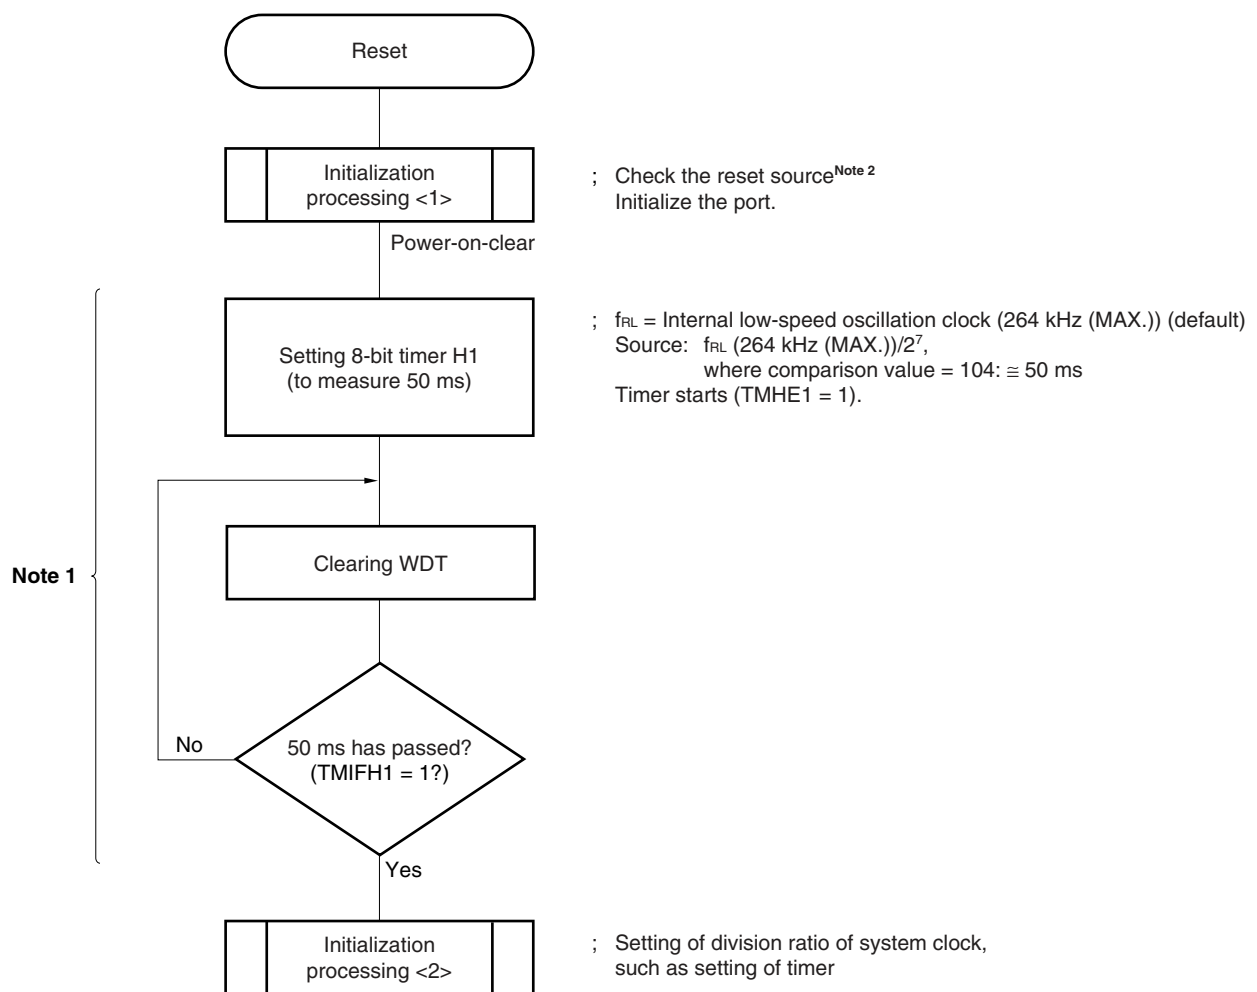 Reset
Initialization
processing <1>
; Check the reset source Note 2
Initialize the port.
Power-on-clear
Setting 8-bit timer H1
(to measure 50 ms)
; fRL = Internal low-speed oscillation clock (264 kHz (MAX.)) (default)
Source: fRL (264 kHz (MAX.))/2⁷,
where comparison value = 104: ≅ 50 ms
Timer starts (TMHE1 = 1).
Note 1
Clearing WDT
No
50 ms has passed?
(TMIFH1 = 1?)
Yes
Initialization
processing <2>
; Setting of division ratio of system clock,
such as setting of timer